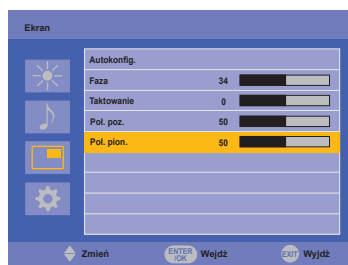 Ekran
Autokonfig.
Faza 34
Taktowanie 0
Poł. poz. 50
Poł. pion. 50
Zmień ENTER /OK Wejdź EXIT Wyjdź